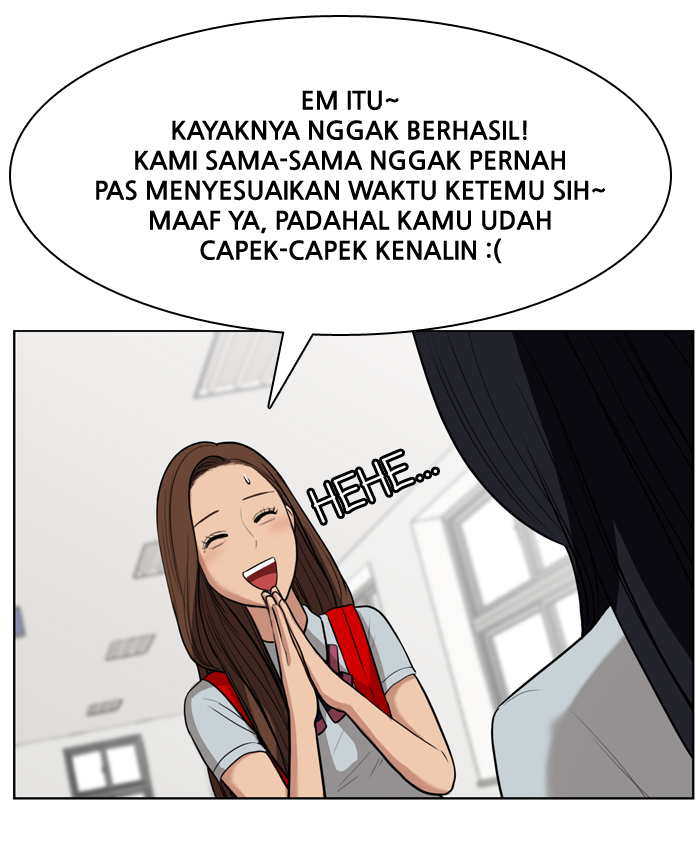 EM ITU~
KAYAKNYA NGGAK BERHASIL!
KAMI SAMA-SAMA NGGAK PERNAH
PAS MENYESUAIKAN WAKTU KETEMU SIH~
MAAF YA, PADAHAL KAMU UDAH
CAPEK-CAPEK KENALIN :(
HEHE....